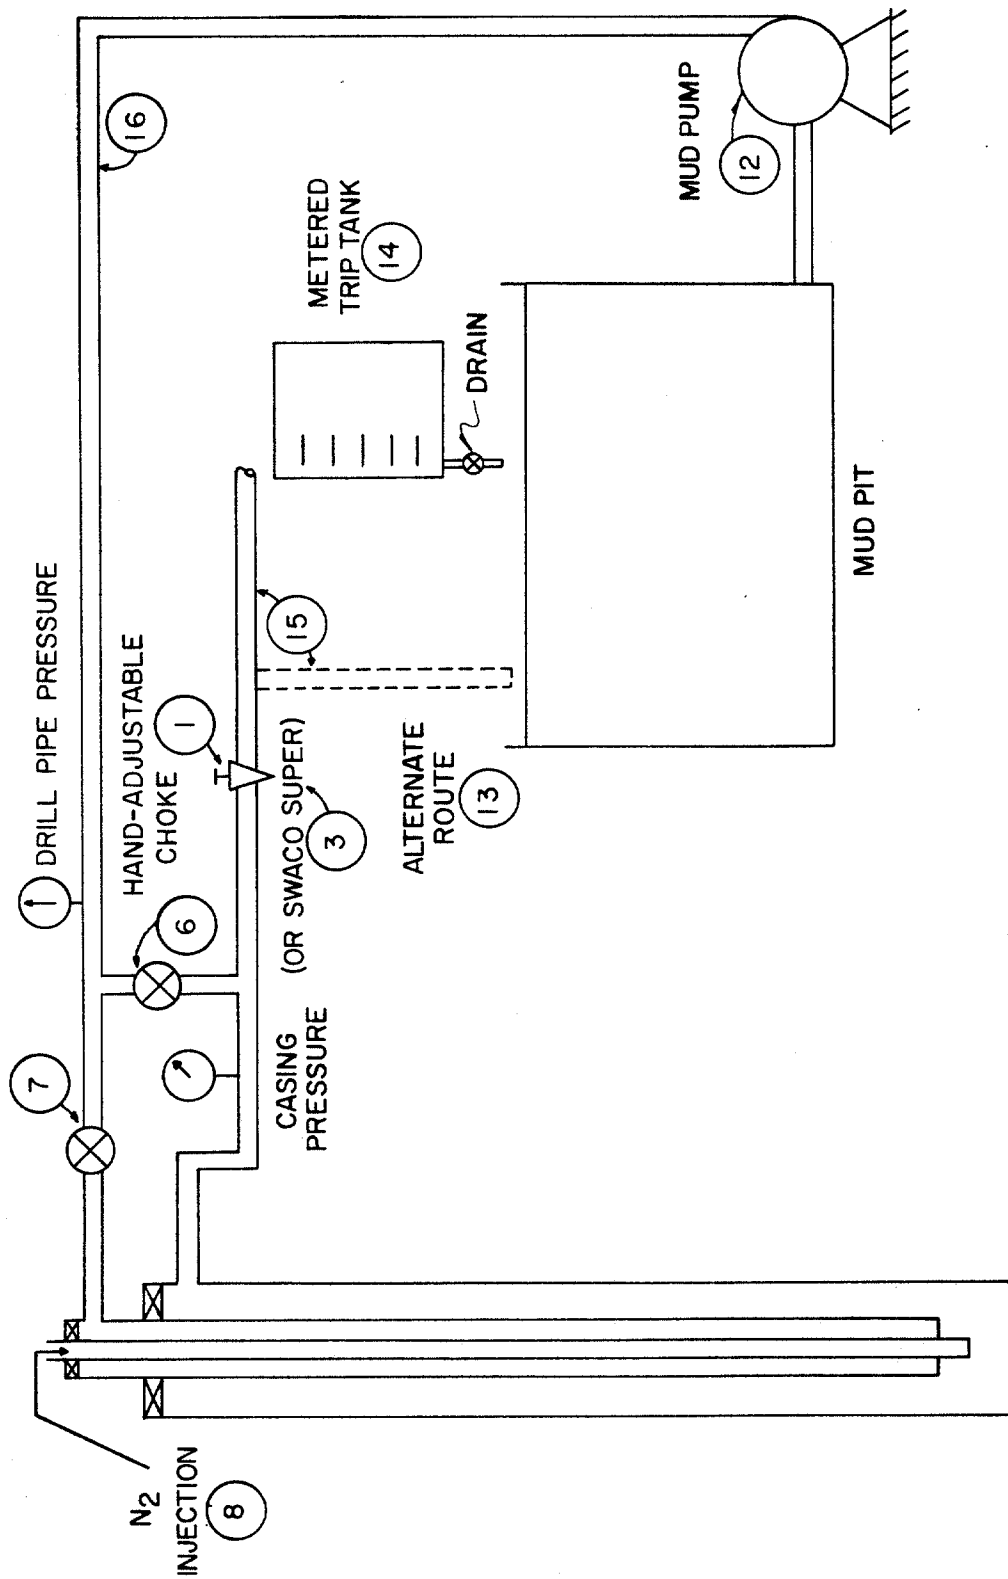 N2
INJECTION
8
7
6
DRILL PIPE PRESSURE
HAND-ADJUSTABLE
CHOKE
1
CASING
PRESSURE
(OR SWACO SUPER)
3
15
16
ALTERNATE
ROUTE
13
METERED
TRIP TANK
14
DRAIN
MUD PIT
MUD PUMP
12